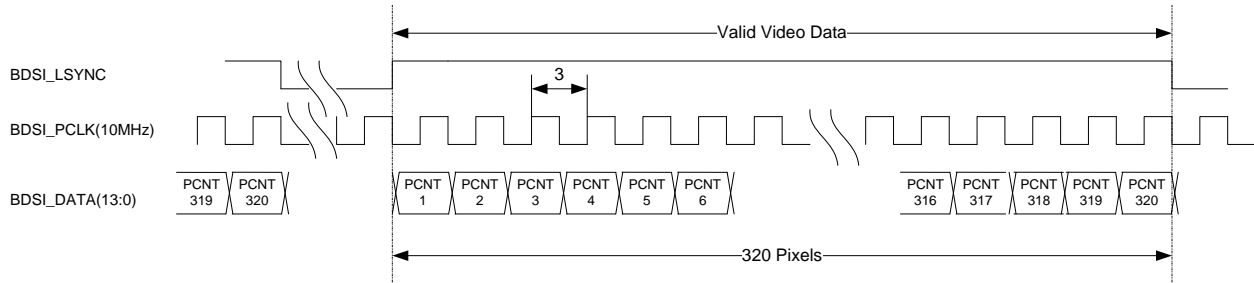 Valid Video Data
BDSI_LSYNC
3
BDSI_PCLK(10MHz)
BDSI_DATA(13:0)
PCNT
319
PCNT
320
PCNT
1
PCNT
2
PCNT
3
PCNT
4
PCNT
5
PCNT
6
PCNT
316
PCNT
317
PCNT
318
PCNT
319
PCNT
320
320 Pixels